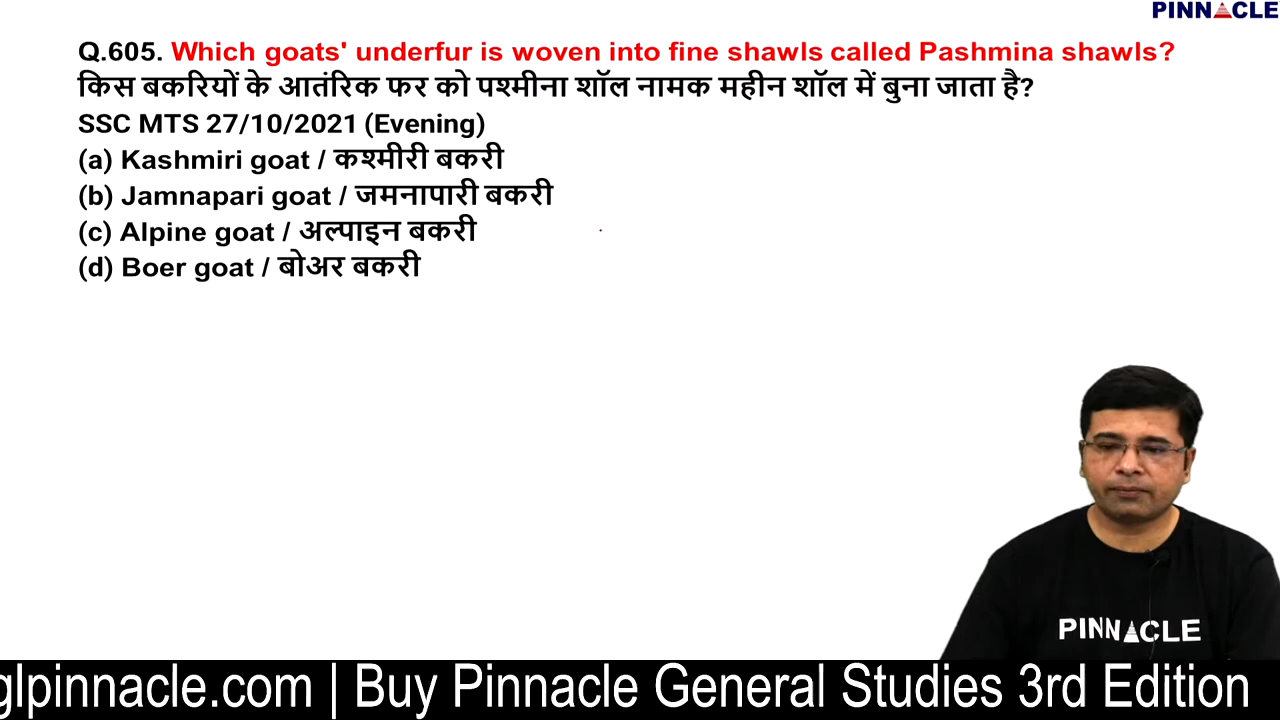 PINNACLE
Q.605. Which goats' underfur is woven into fine shawls called Pashmina shawls?
किस बकरियों के आतंरिक फर को पश्मीना शॉल नामक महीन शॉल में बुना जाता है?
SSC MTS 27/10/2021 (Evening)
(a) Kashmiri goat / कश्मीरी बकरी
(b) Jamnapari goat / जमनापारी बकरी
(c) Alpine goat / अल्पाइन बकरी
(d) Boer goat / बोअर बकरी
PINNACLE
glpinnacle.com | Buy Pinnacle General Studies 3rd Edition